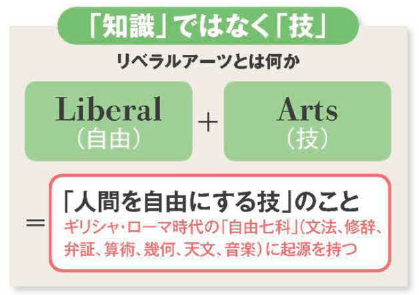 「知識」ではなく「技」
リベラルアーツとは何か
Liberal + Arts
（自由） （技）
「人間を自由にする技」のこと
= ギリシャ・ローマ時代の「自由七科」（文法、修辞、
弁証、算術、幾何、天文、音楽）に起源を持つ